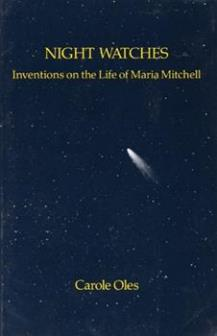 NIGHT WATCHES
Inventions on the Life of Maria Mitchell
Carole Oles